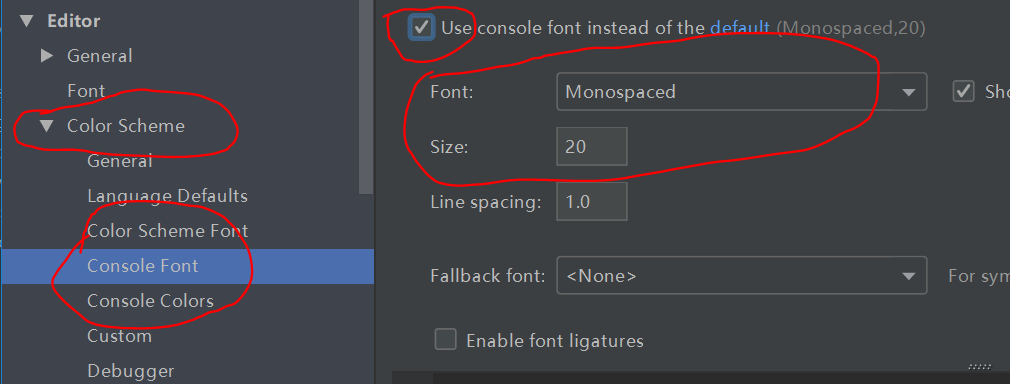 Editor
General
Font
Color Scheme
General
Language Defaults
Color Scheme Font
Console Font
Console Colors
Custom
Debugger
Use console font instead of the default (Monospaced,20)
Font: Monospaced
Size: 20
Line spacing: 1.0
Fallback font: <None> For sym
Enable font ligatures